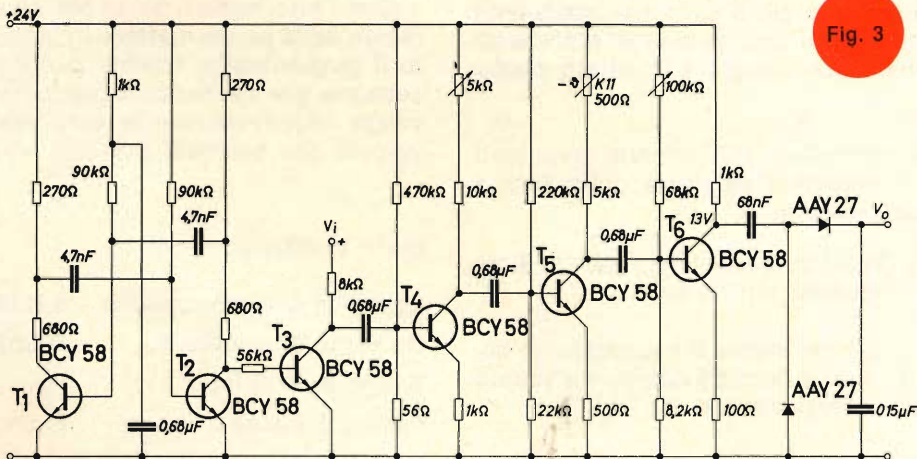 +24V
Fig. 3
1kΩ
270Ω
5kΩ
-ϑ K11
500Ω
100kΩ
270Ω
90kΩ
90kΩ
470kΩ
10kΩ
220kΩ
5kΩ
68kΩ
1kΩ
4,7nF
4,7nF
Vi
+
8kΩ
0,68µF
0,68µF
0,68µF
13V
68nF
AAY 27
Vo
680Ω
680Ω
56kΩ
T1
BCY 58
T2
BCY 58
T3
BCY 58
T4
BCY 58
T5
BCY 58
T6
BCY 58
0,68µF
56Ω
1kΩ
22kΩ
500Ω
8,2kΩ
100Ω
AAY 27
015µF